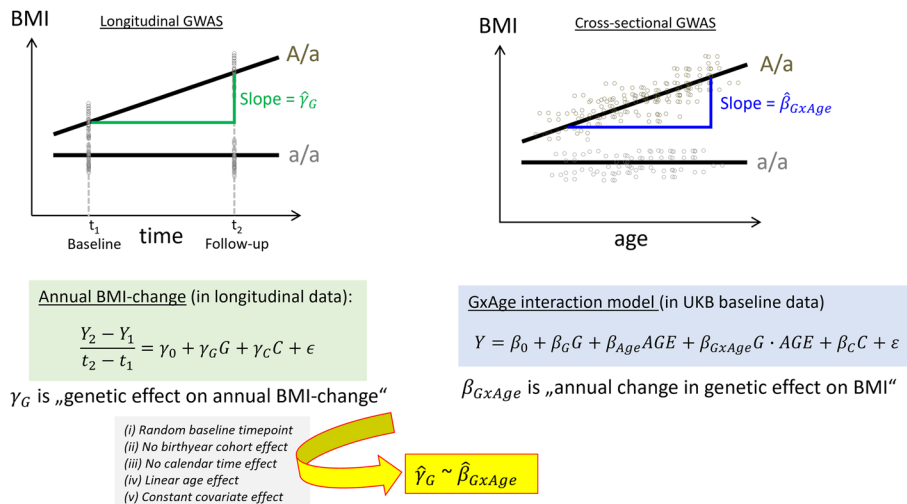 BMI
Longitudinal GWAS
A/a
Slope = γ̂_G
a/a
t₁
Baseline
time
t₂
Follow-up
BMI
Cross-sectional GWAS
A/a
Slope = β̂_GxAge
a/a
age
Annual BMI-change (in longitudinal data):
(Y₂ − Y₁)/(t₂ − t₁) = γ₀ + γ_G G + γ_C C + ϵ
γ_G is „genetic effect on annual BMI-change“
GxAge interaction model (in UKB baseline data)
Y = β₀ + β_G G + β_Age AGE + β_GxAge G · AGE + β_C C + ε
β_GxAge is „annual change in genetic effect on BMI“
(i) Random baseline timepoint
(ii) No birthyear cohort effect
(iii) No calendar time effect
(iv) Linear age effect
(v) Constant covariate effect
γ̂_G ~ β̂_GxAge